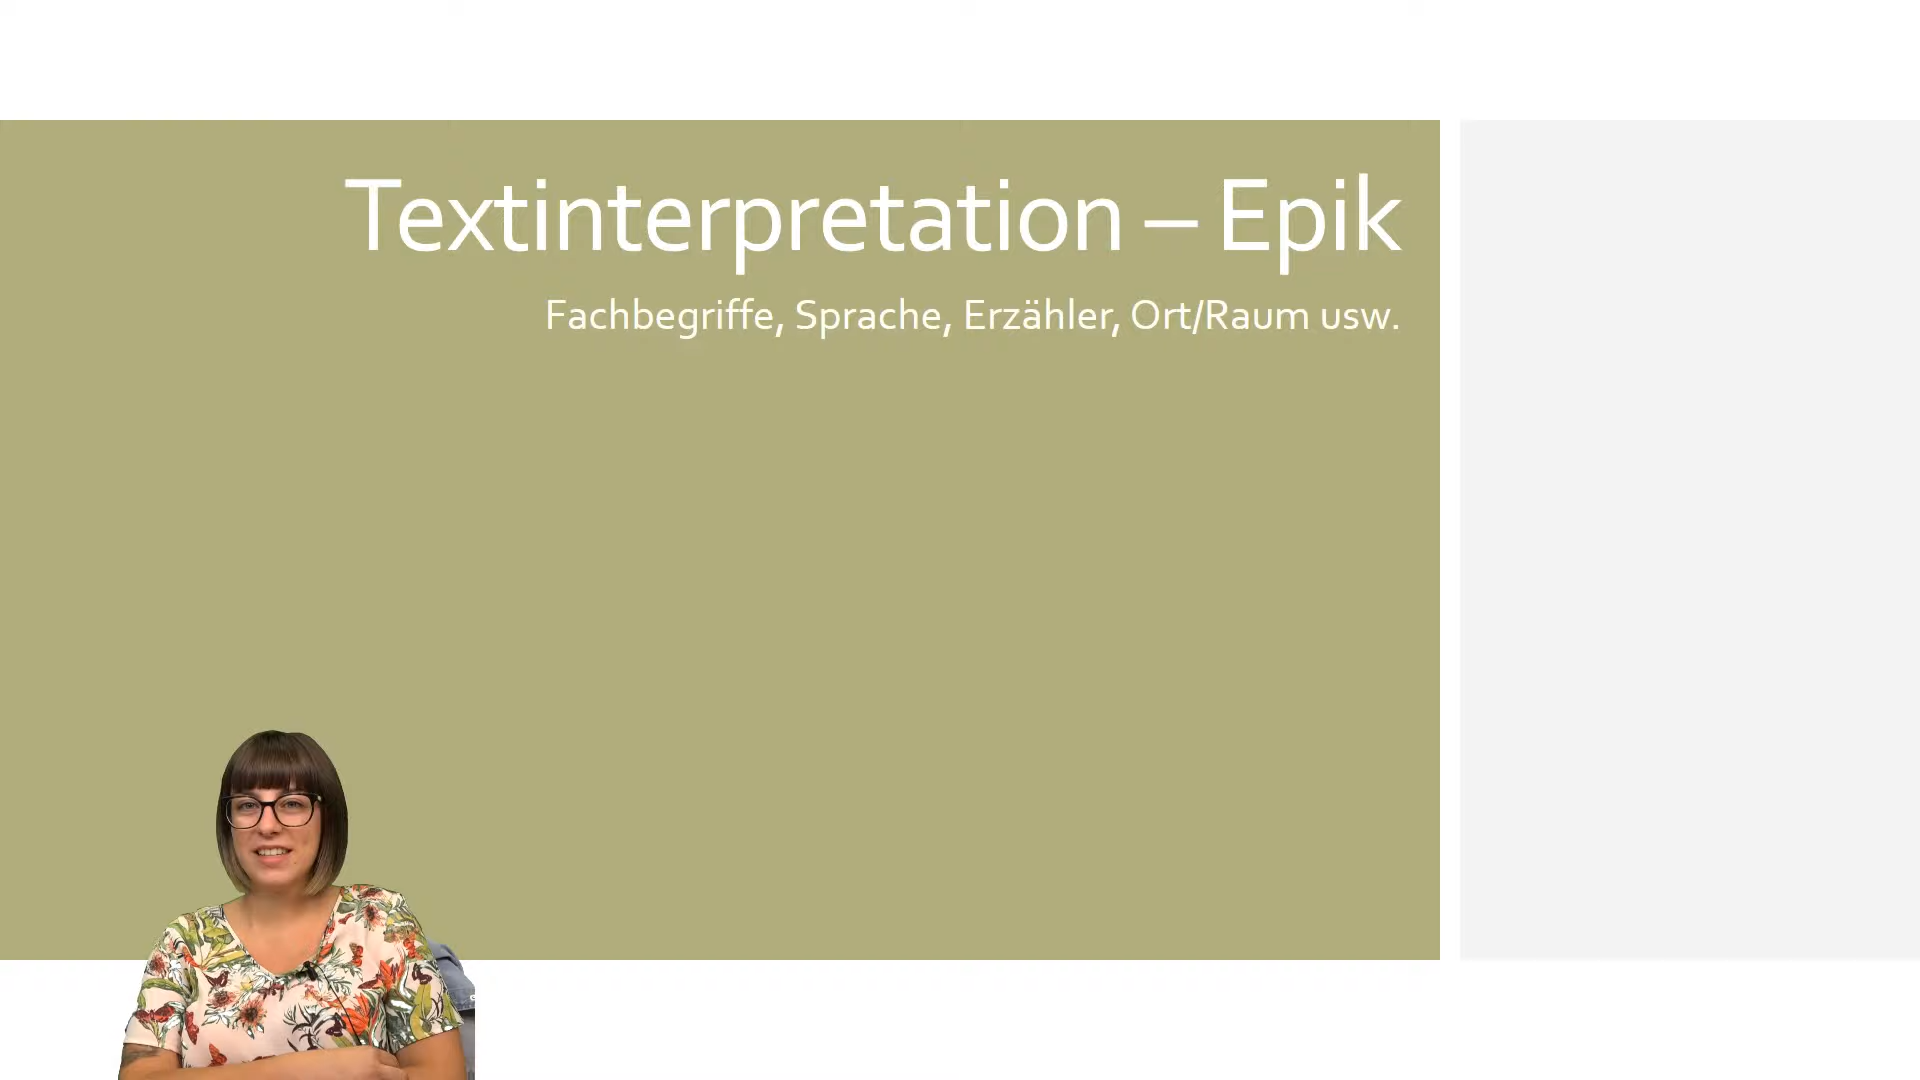 Textinterpretation – Epik
Fachbegriffe, Sprache, Erzähler, Ort/Raum usw.